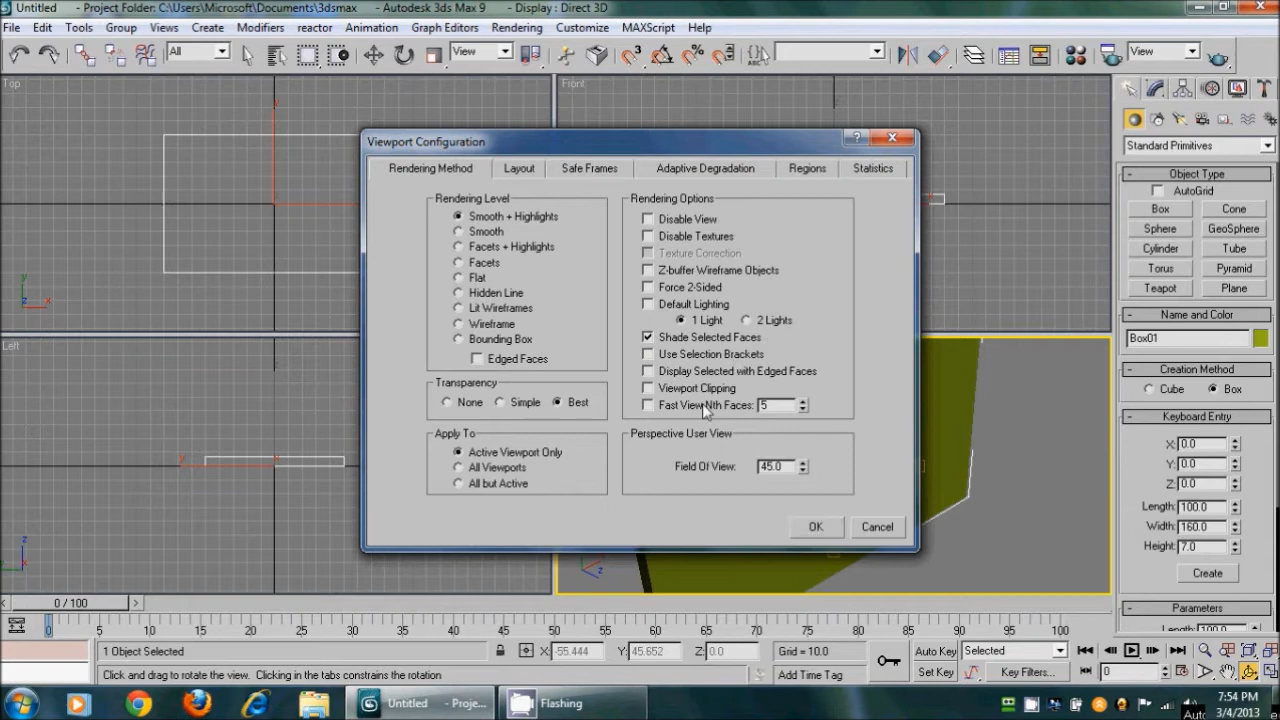 Untitled - Project Folder: C:\Users\Microsoft\Documents\3dsmax - Autodesk 3ds Max 9 - Display : Direct 3D
File Edit Tools Group Views Create Modifiers reactor Animation Graph Editors Rendering Customize MAXScript Help
All View View
Top
Front
Left
Viewport Configuration
Rendering Method Layout Safe Frames Adaptive Degradation Regions Statistics
Rendering Level
Smooth + Highlights
Smooth
Facets + Highlights
Facets
Flat
Hidden Line
Lit Wireframes
Wireframe
Bounding Box
Edged Faces
Transparency
None Simple Best
Apply To
Active Viewport Only
All Viewports
All but Active
Rendering Options
Disable View
Disable Textures
Texture Correction
Z-buffer Wireframe Objects
Force 2-Sided
Default Lighting
1 Light 2 Lights
Shade Selected Faces
Use Selection Brackets
Display Selected with Edged Faces
Viewport Clipping
Fast View Nth Faces: 5
Perspective User View
Field Of View: 45.0
OK Cancel
Standard Primitives
Object Type
AutoGrid
Box Cone
Sphere GeoSphere
Cylinder Tube
Torus Pyramid
Teapot Plane
Name and Color
Box01
Creation Method
Cube Box
Keyboard Entry
X: 0.0
Y: 0.0
Z: 0.0
Length: 100.0
Width: 160.0
Height: 7.0
Create
Parameters
Length: 100.0
0 / 100
0 5 10 15 20 25 30 35 40 45 50 55 60 65 70 75 80 85 90 95 100
1 Object Selected X: -55.444 Y: 45.652 Z: 0.0 Grid = 10.0 Auto Key Selected
Click and drag to rotate the view. Clicking in the tabs constrains the rotation Add Time Tag Set Key Key Filters... 0
Untitled - Proje... Flashing
7:54 PM
3/4/2013